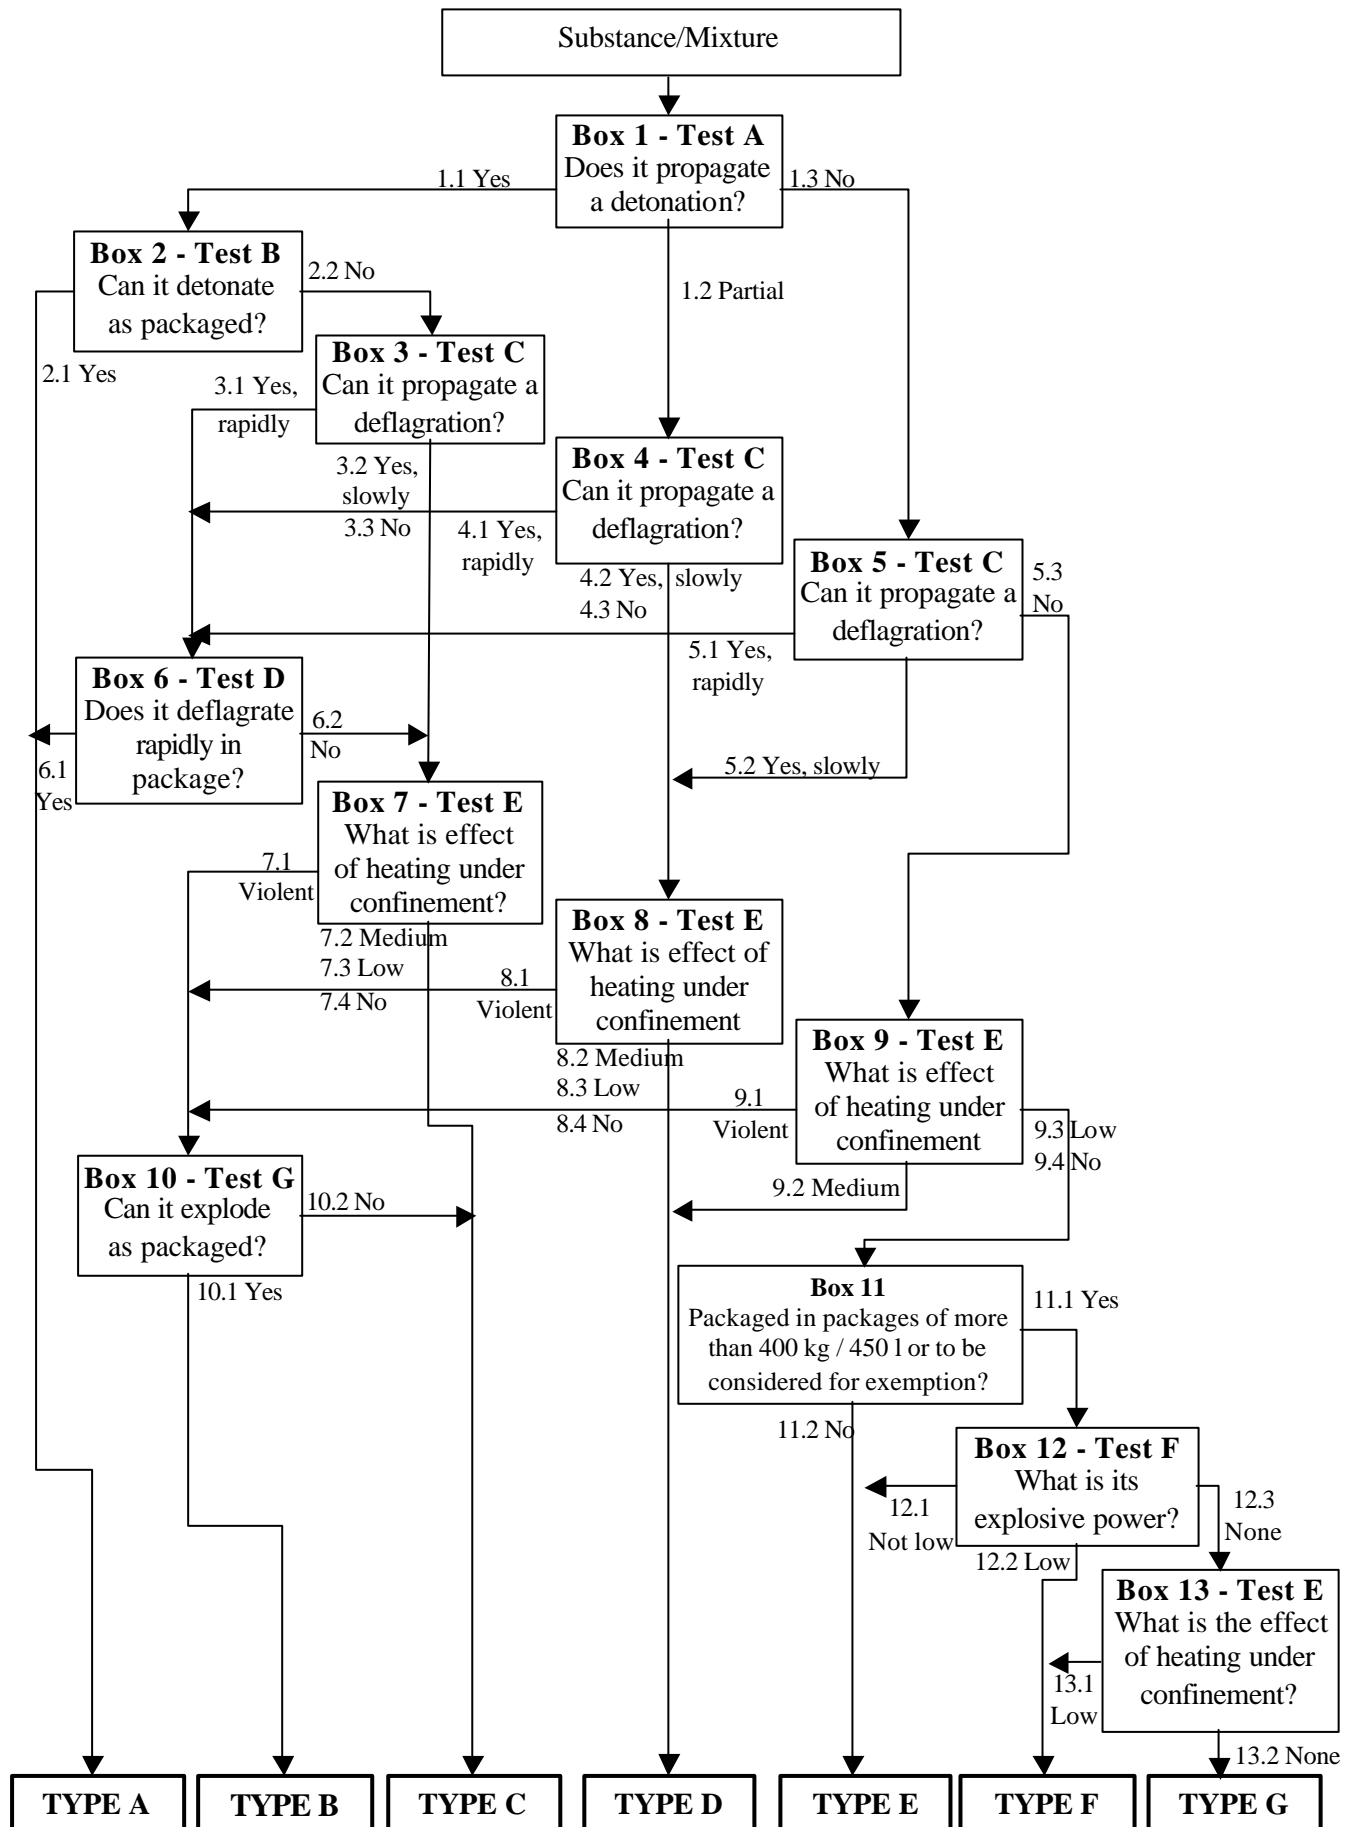 Substance/Mixture
Box 1 - Test A
Does it propagate
a detonation?
1.1 Yes
1.3 No
1.2 Partial
Box 2 - Test B
Can it detonate
as packaged?
2.2 No
2.1 Yes
Box 3 - Test C
Can it propagate a
deflagration?
3.1 Yes,
rapidly
3.2 Yes,
slowly
3.3 No
Box 4 - Test C
Can it propagate a
deflagration?
4.1 Yes,
rapidly
4.2 Yes, slowly
4.3 No
Box 5 - Test C
Can it propagate a
deflagration?
5.3
No
5.1 Yes,
rapidly
5.2 Yes, slowly
Box 6 - Test D
Does it deflagrate
rapidly in
package?
6.2
No
6.1
Yes
Box 7 - Test E
What is effect
of heating under
confinement?
7.1
Violent
7.2 Medium
7.3 Low
7.4 No
Box 8 - Test E
What is effect of
heating under
confinement
8.1
Violent
8.2 Medium
8.3 Low
8.4 No
Box 9 - Test E
What is effect
of heating under
confinement
9.1
Violent
9.3 Low
9.4 No
9.2 Medium
Box 10 - Test G
Can it explode
as packaged?
10.2 No
10.1 Yes
Box 11
Packaged in packages of more
than 400 kg / 450 l or to be
considered for exemption?
11.1 Yes
11.2 No
Box 12 - Test F
What is its
explosive power?
12.1
Not low
12.2 Low
12.3
None
Box 13 - Test E
What is the effect
of heating under
confinement?
13.1
Low
13.2 None
TYPE A
TYPE B
TYPE C
TYPE D
TYPE E
TYPE F
TYPE G